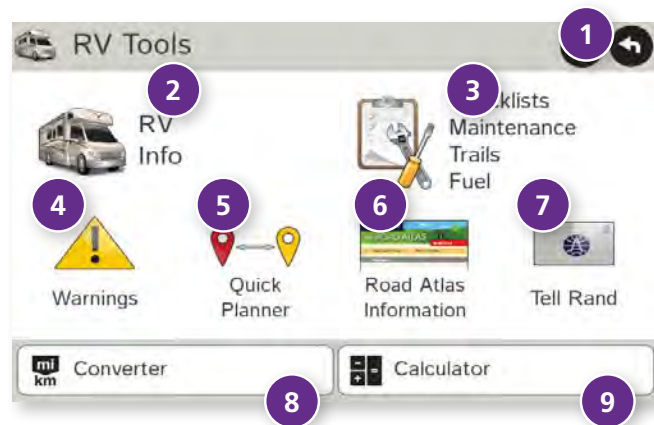 RV Tools
1
2
RV
Info
3
klists
Maintenance
Trails
Fuel
4
5
6
7
Warnings
Quick
Planner
Road Atlas
Information
Tell Rand
mi
km
Converter
Calculator
8
9